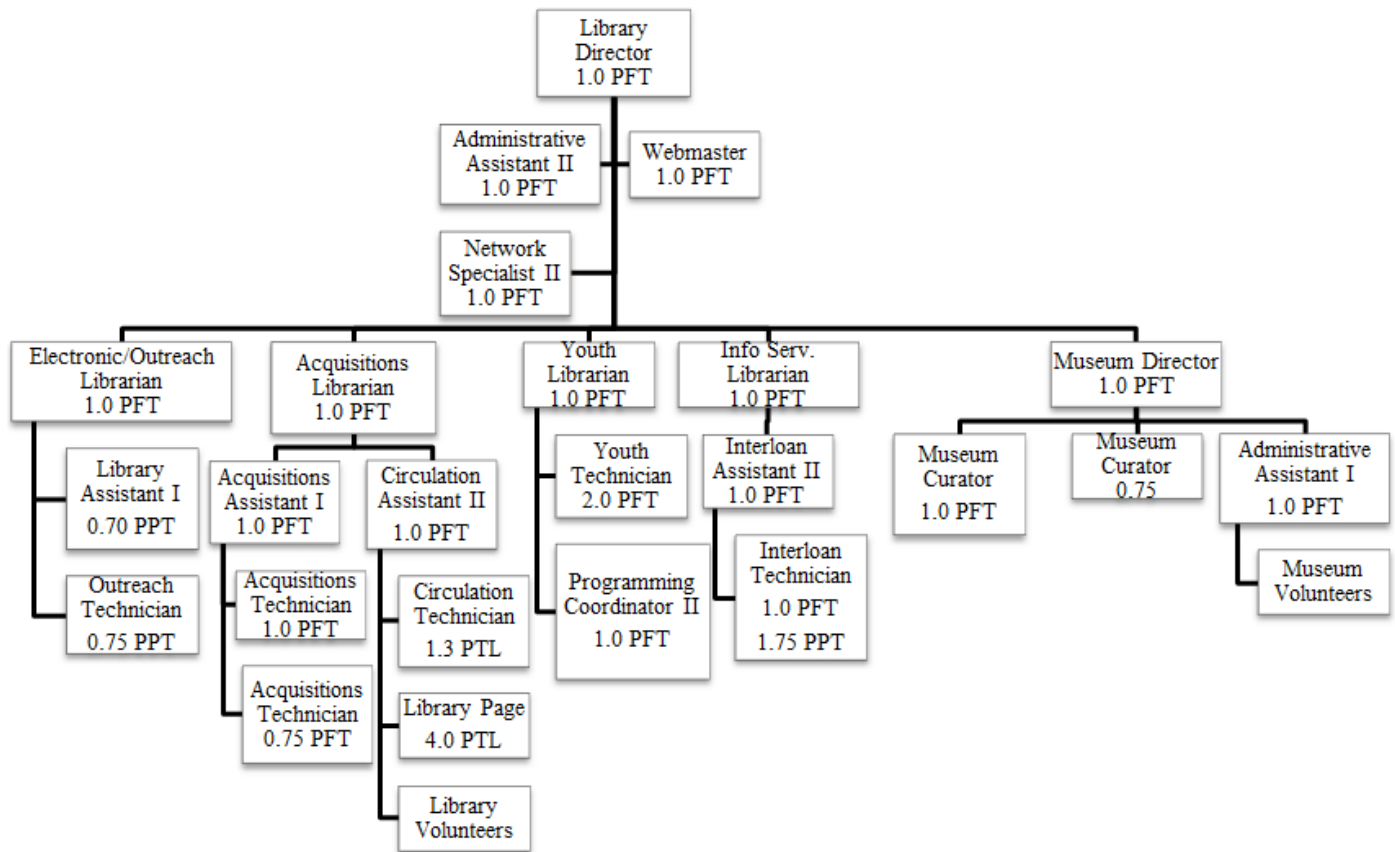 Library
Director
1.0 PFT
Administrative
Assistant II
1.0 PFT
Webmaster
1.0 PFT
Network
Specialist II
1.0 PFT
Electronic/Outreach
Librarian
1.0 PFT
Library
Assistant I
0.70 PPT
Outreach
Technician
0.75 PPT
Acquisitions
Librarian
1.0 PFT
Acquisitions
Assistant I
1.0 PFT
Acquisitions
Technician
1.0 PFT
Acquisitions
Technician
0.75 PFT
Circulation
Assistant II
1.0 PFT
Circulation
Technician
1.3 PTL
Library Page
4.0 PTL
Library
Volunteers
Youth
Librarian
1.0 PFT
Youth
Technician
2.0 PFT
Programming
Coordinator II
1.0 PFT
Info Serv.
Librarian
1.0 PFT
Interloan
Assistant II
1.0 PFT
Interloan
Technician
1.0 PFT
1.75 PPT
Museum Director
1.0 PFT
Museum
Curator
1.0 PFT
Museum
Curator
0.75
Administrative
Assistant I
1.0 PFT
Museum
Volunteers